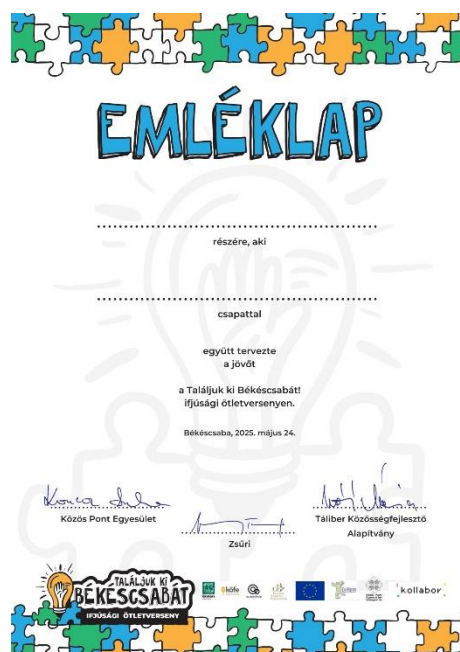 EMLÉKLAP
részére, aki
csapattal
együtt tervezte
a jövőt
a Találjuk ki Békéscsabát!
ifjúsági ötletversenyen.
Békéscsaba, 2025. május 24.
Közös Pont Egyesület
Zsűri
Táliber Közösségfejlesztő
Alapítvány
TALÁLJUK KI
BÉKÉSCSABÁT
IFJÚSÁGI ÖTLETVERSENY
köfe
kollabor